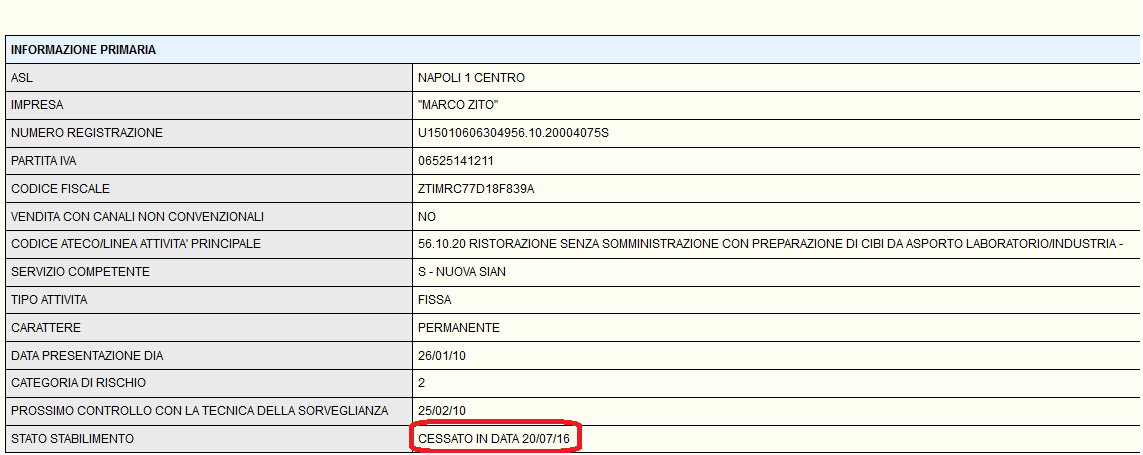 INFORMAZIONE PRIMARIA
ASL NAPOLI 1 CENTRO
IMPRESA "MARCO ZITO"
NUMERO REGISTRAZIONE U15010606304956.10.20004075S
PARTITA IVA 06525141211
CODICE FISCALE ZTIMRC77D18F839A
VENDITA CON CANALI NON CONVENZIONALI NO
CODICE ATECO/LINEA ATTIVITA' PRINCIPALE 56.10.20 RISTORAZIONE SENZA SOMMINISTRAZIONE CON PREPARAZIONE DI CIBI DA ASPORTO LABORATORIO/INDUSTRIA -
SERVIZIO COMPETENTE S - NUOVA SIAN
TIPO ATTIVITA FISSA
CARATTERE PERMANENTE
DATA PRESENTAZIONE DIA 26/01/10
CATEGORIA DI RISCHIO 2
PROSSIMO CONTROLLO CON LA TECNICA DELLA SORVEGLIANZA 25/02/10
STATO STABILIMENTO CESSATO IN DATA 20/07/16